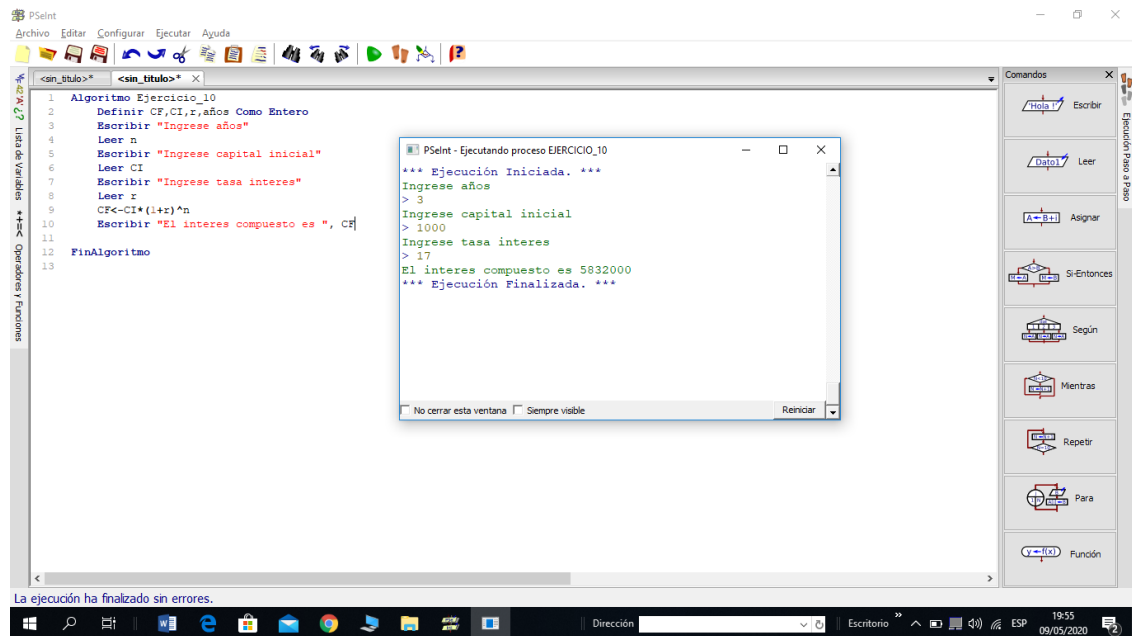 PSeInt
Archivo Editar Configurar Ejecutar Ayuda
<sin_titulo>* <sin_titulo>*
Comandos
1 Algoritmo Ejercicio_10
2 Definir CF,CI,r,años Como Entero
3 Escribir "Ingrese años"
4 Leer n
5 Escribir "Ingrese capital inicial"
6 Leer CI
7 Escribir "Ingrese tasa interes"
8 Leer r
9 CF<-CI*(1+r)^n
10 Escribir "El interes compuesto es ", CF
11
12 FinAlgoritmo
13
Lista de Variables
Operadores y Funciones
PSeInt - Ejecutando proceso EJERCICIO_10
*** Ejecución Iniciada. ***
Ingrese años
> 3
Ingrese capital inicial
> 1000
Ingrese tasa interes
> 17
El interes compuesto es 5832000
*** Ejecución Finalizada. ***
No cerrar esta ventana Siempre visible Reiniciar
'Hola !' Escribir
Dato1 Leer
A←B+i Asignar
Si-Entonces
Según
Mientras
Repetir
Para
y←f(x) Función
Ejecución Paso a Paso
La ejecución ha finalizado sin errores.
Dirección
Escritorio
ESP
19:55
09/05/2020
2